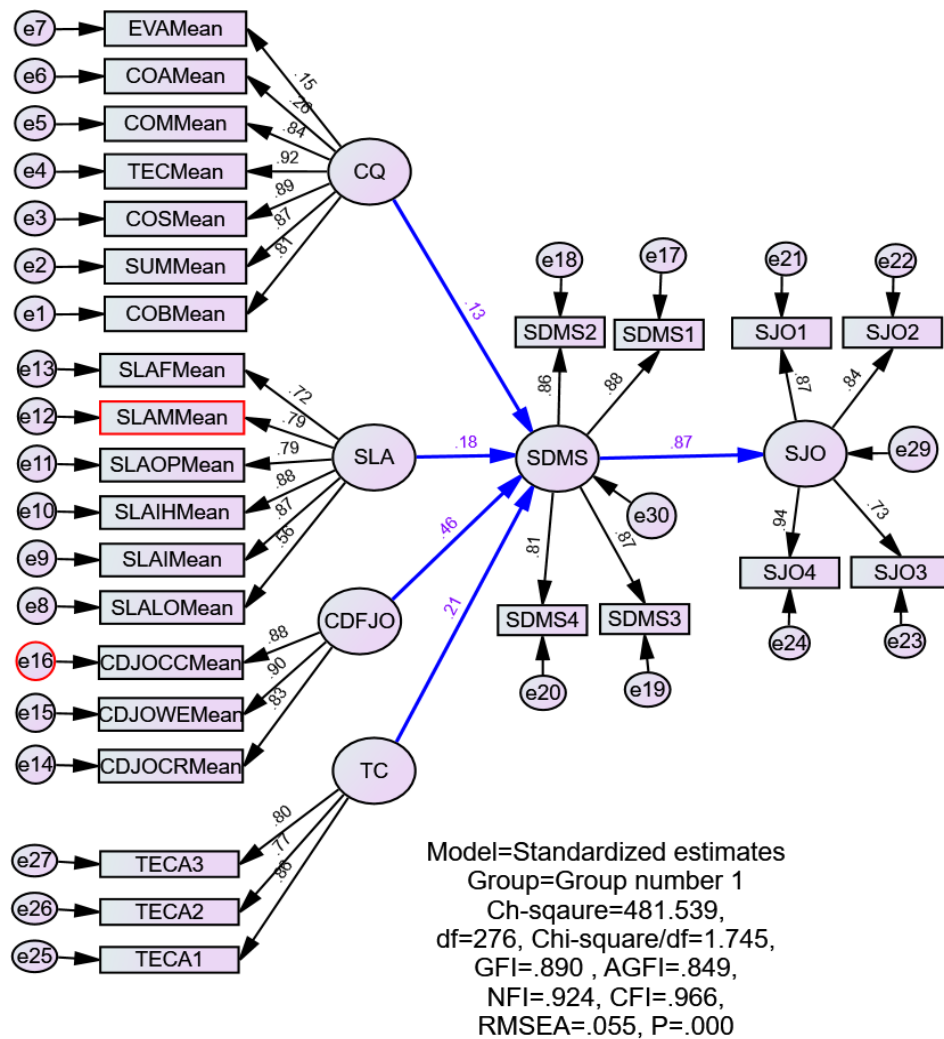 e7
EVAMean
e6
COAMean
e5
COMMean
e4
TECMean
e3
COSMean
e2
SUMMean
e1
COBMean
.15
.26
.84
.92
.89
.87
.81
CQ
.13
e13
SLAFMean
e12
SLAMMean
e11
SLAOPMean
e10
SLAIHMean
e9
SLAIMean
e8
SLALOMean
.72
.79
.79
.88
.87
.56
SLA
.18
e16
CDJOCCMean
e15
CDJOWEMean
e14
CDJOCRMean
.88
.90
.83
CDFJO
.46
e27
TECA3
e26
TECA2
e25
TECA1
.80
.77
.86
TC
.21
e18
e17
SDMS2
SDMS1
.86
.88
SDMS
e30
.81
.87
SDMS4
SDMS3
e20
e19
.87
e21
e22
SJO1
SJO2
.87
.84
SJO
e29
.94
.73
SJO4
SJO3
e24
e23
Model=Standardized estimates
Group=Group number 1
Ch-sqaure=481.539,
df=276, Chi-square/df=1.745,
GFI=.890 , AGFI=.849,
NFI=.924, CFI=.966,
RMSEA=.055, P=.000